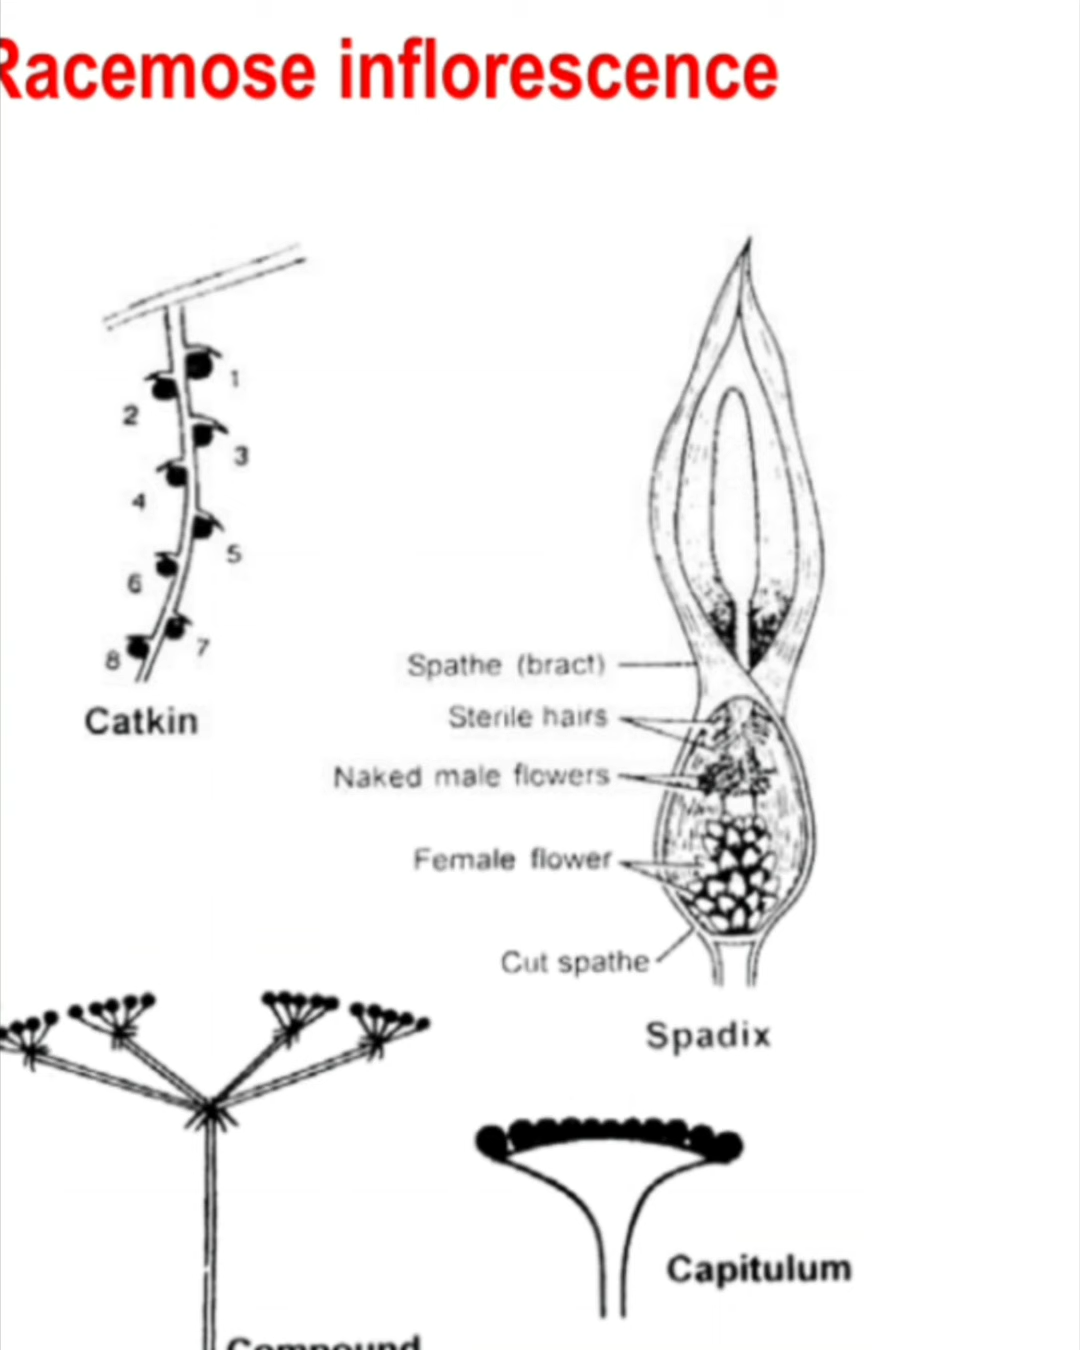 Racemose inflorescence
1
2
3
4
5
6
7
8
Catkin
Spathe (bract)
Sterile hairs
Naked male flowers
Female flower
Cut spathe
Spadix
Capitulum
Compound